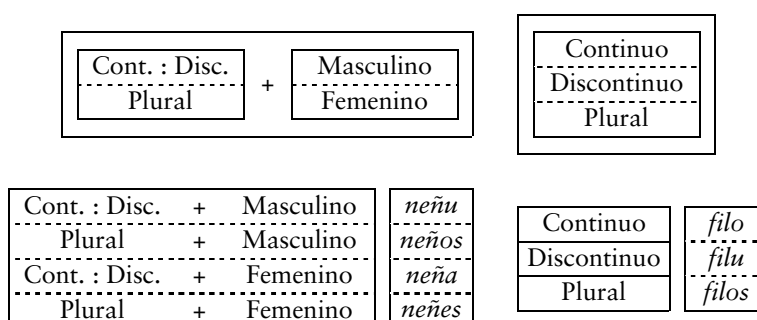 Cont. : Disc. + Masculino
Plural Femenino
Continuo
Discontinuo
Plural
Cont. : Disc. + Masculino neñu
Plural + Masculino neños
Cont. : Disc. + Femenino neña
Plural + Femenino neñes
Continuo filo
Discontinuo filu
Plural filos